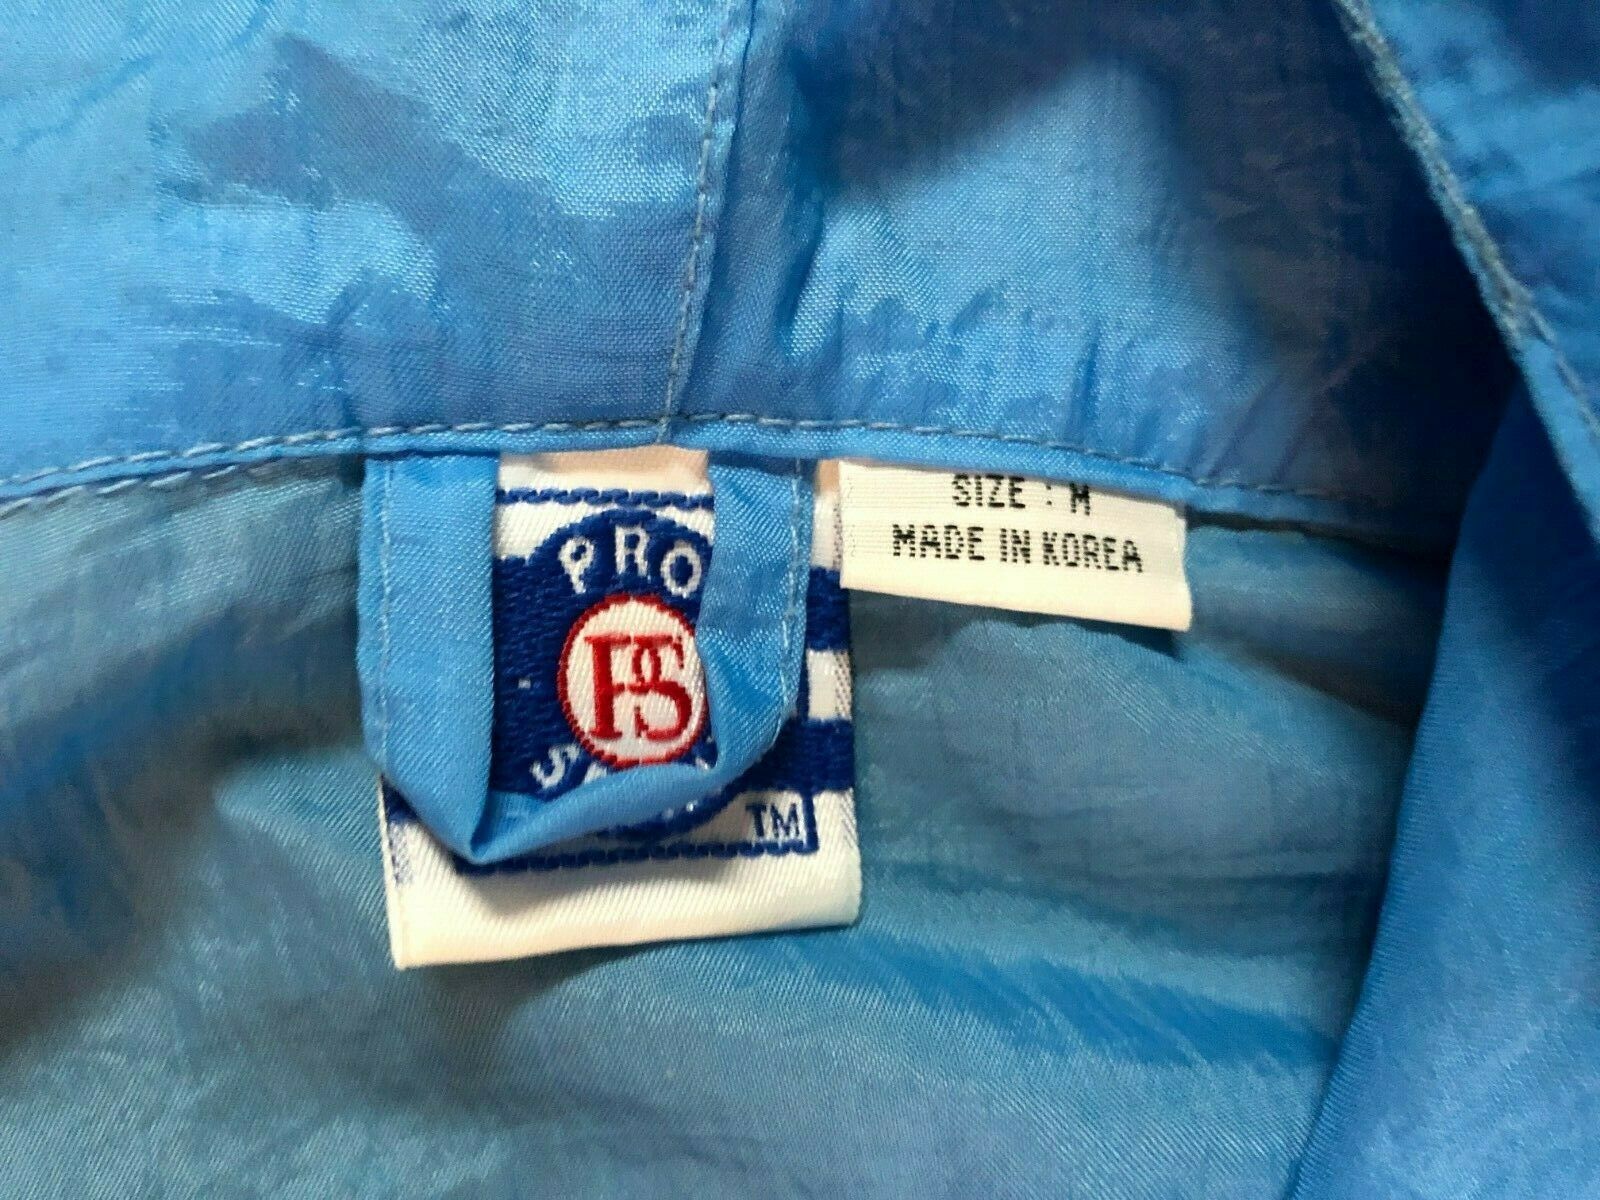 PRO
PS
TM
SIZE : M
MADE IN KOREA